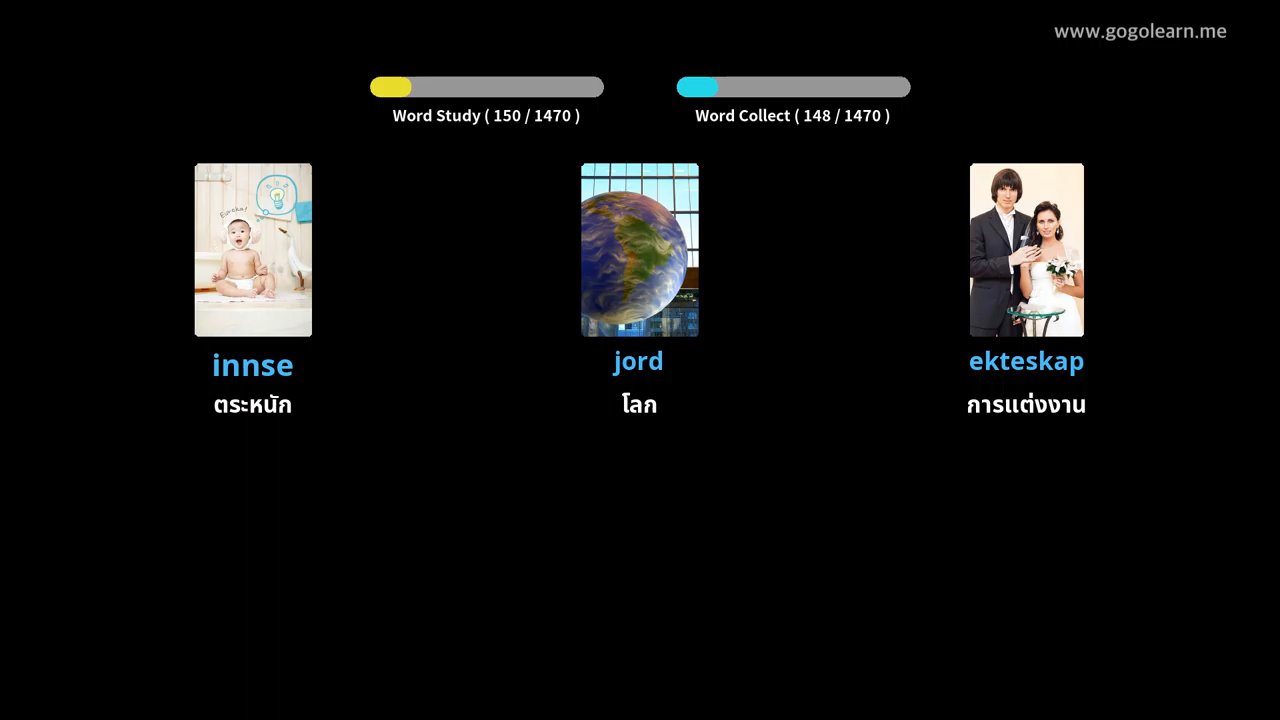 www.gogolearn.me
Word Study ( 150 / 1470 )
Word Collect ( 148 / 1470 )
Eureka!
innse
jord
ekteskap
ตระหนัก
โลก
การแต่งงาน